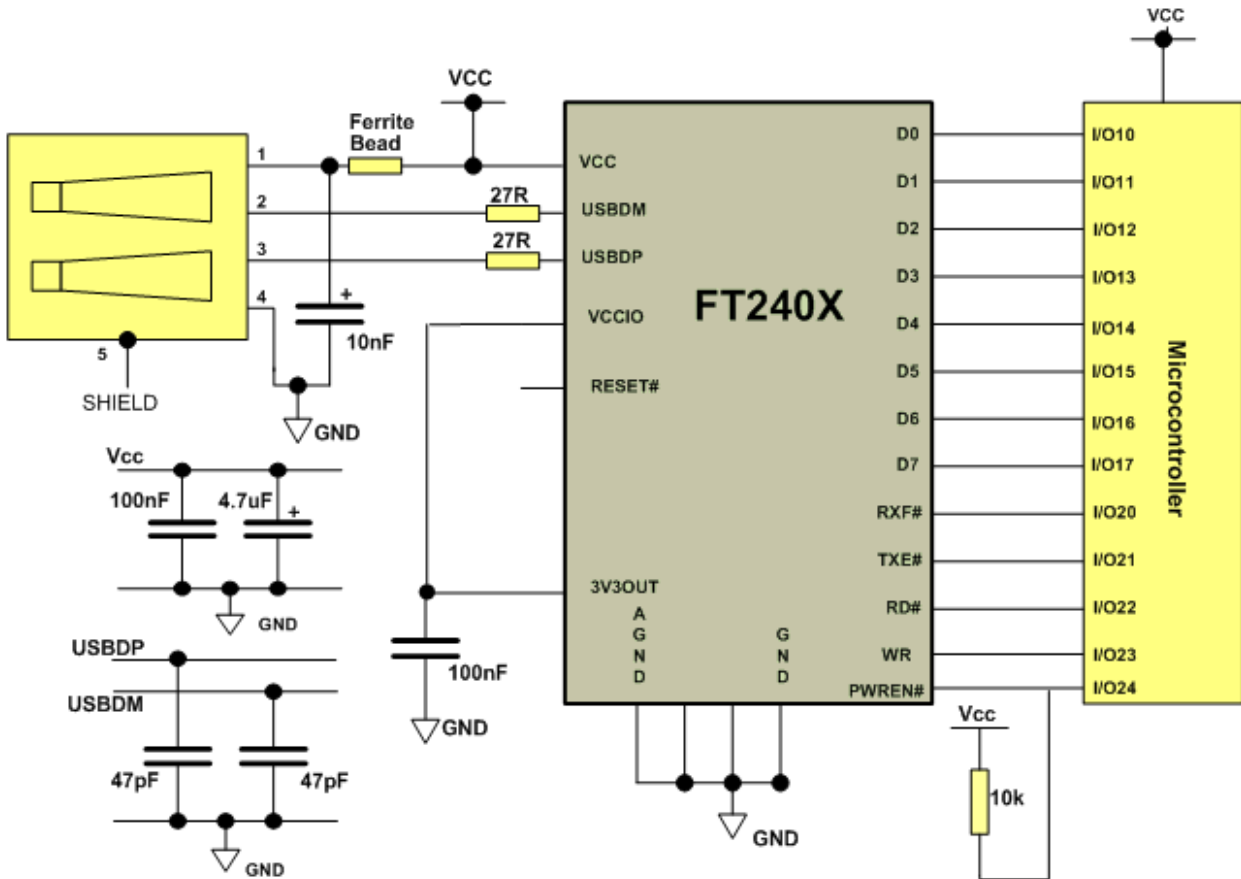 VCC
VCC
Ferrite
Bead
1
2
3
4
5
SHIELD
27R
27R
+
10nF
GND
VCC
USBDM
USBDP
VCCIO
RESET#
3V3OUT
AGND
GND
FT240X
D0
D1
D2
D3
D4
D5
D6
D7
RXF#
TXE#
RD#
WR
PWREN#
I/O10
I/O11
I/O12
I/O13
I/O14
I/O15
I/O16
I/O17
I/O20
I/O21
I/O22
I/O23
I/O24
Microcontroller
Vcc
100nF
4.7uF
+
GND
USBDP
USBDM
47pF
47pF
GND
100nF
GND
GND
Vcc
10k